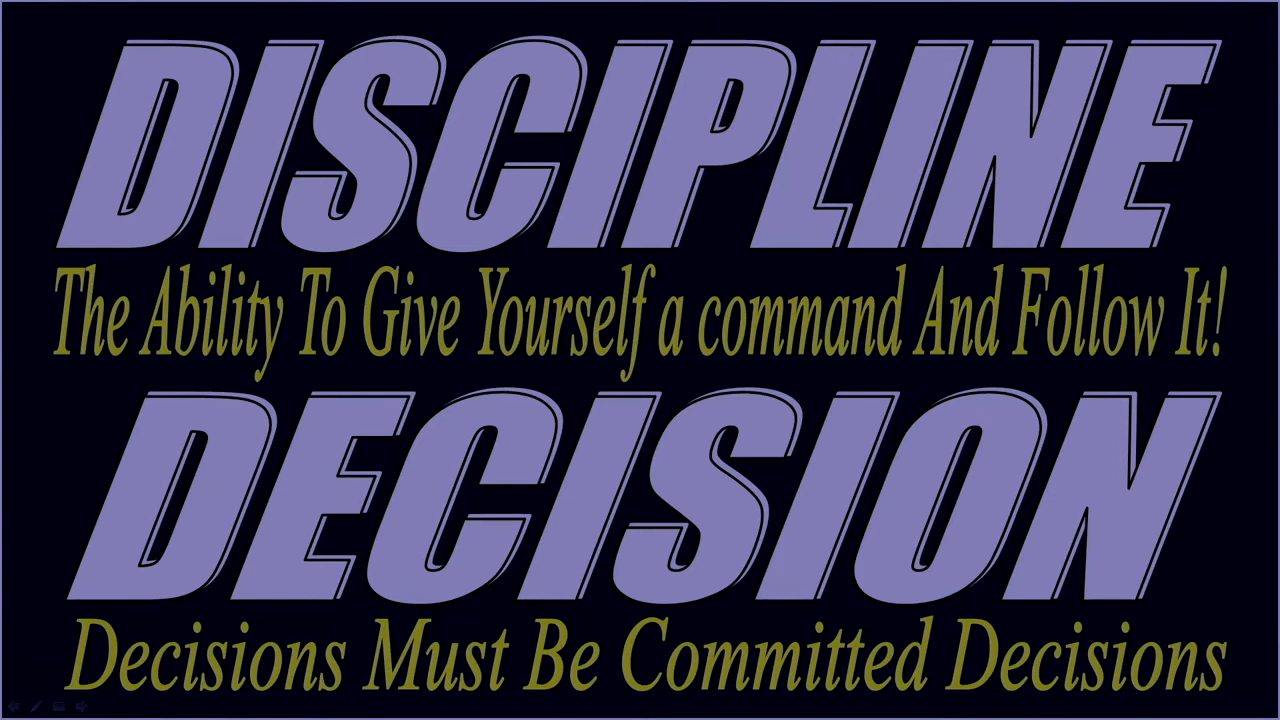 DISCIPLINE
The Ability To Give Yourself a command And Follow It!
DECISION
Decisions Must Be Committed Decisions